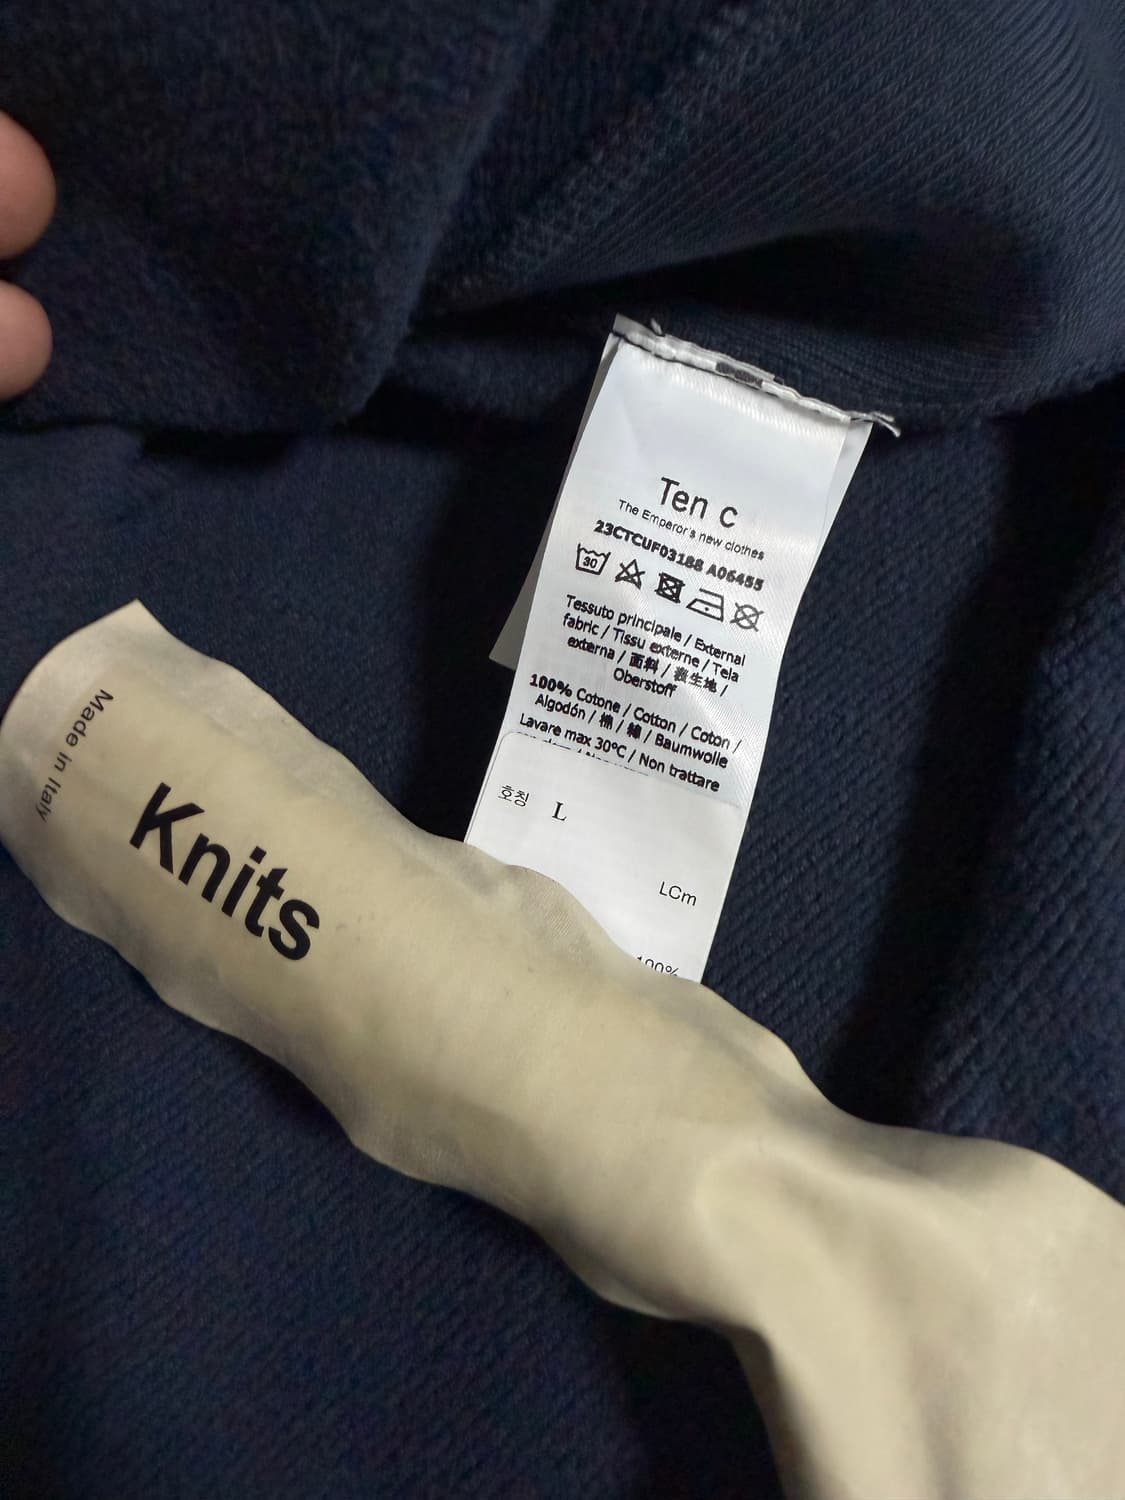 Ten c
The Emperor's new clothes
23CTCUF03188 A06455
30
Tessuto principale / External
fabric / Tissu externe / Tela
externa / 面料 / 表生地 /
Oberstoff
100% Cotone / Cotton / Coton /
Algodón / 棉 / 綿 / Baumwolle
Lavare max 30°C / Non trattare
호칭 L
LCm
100%
Made in Italy
Knits